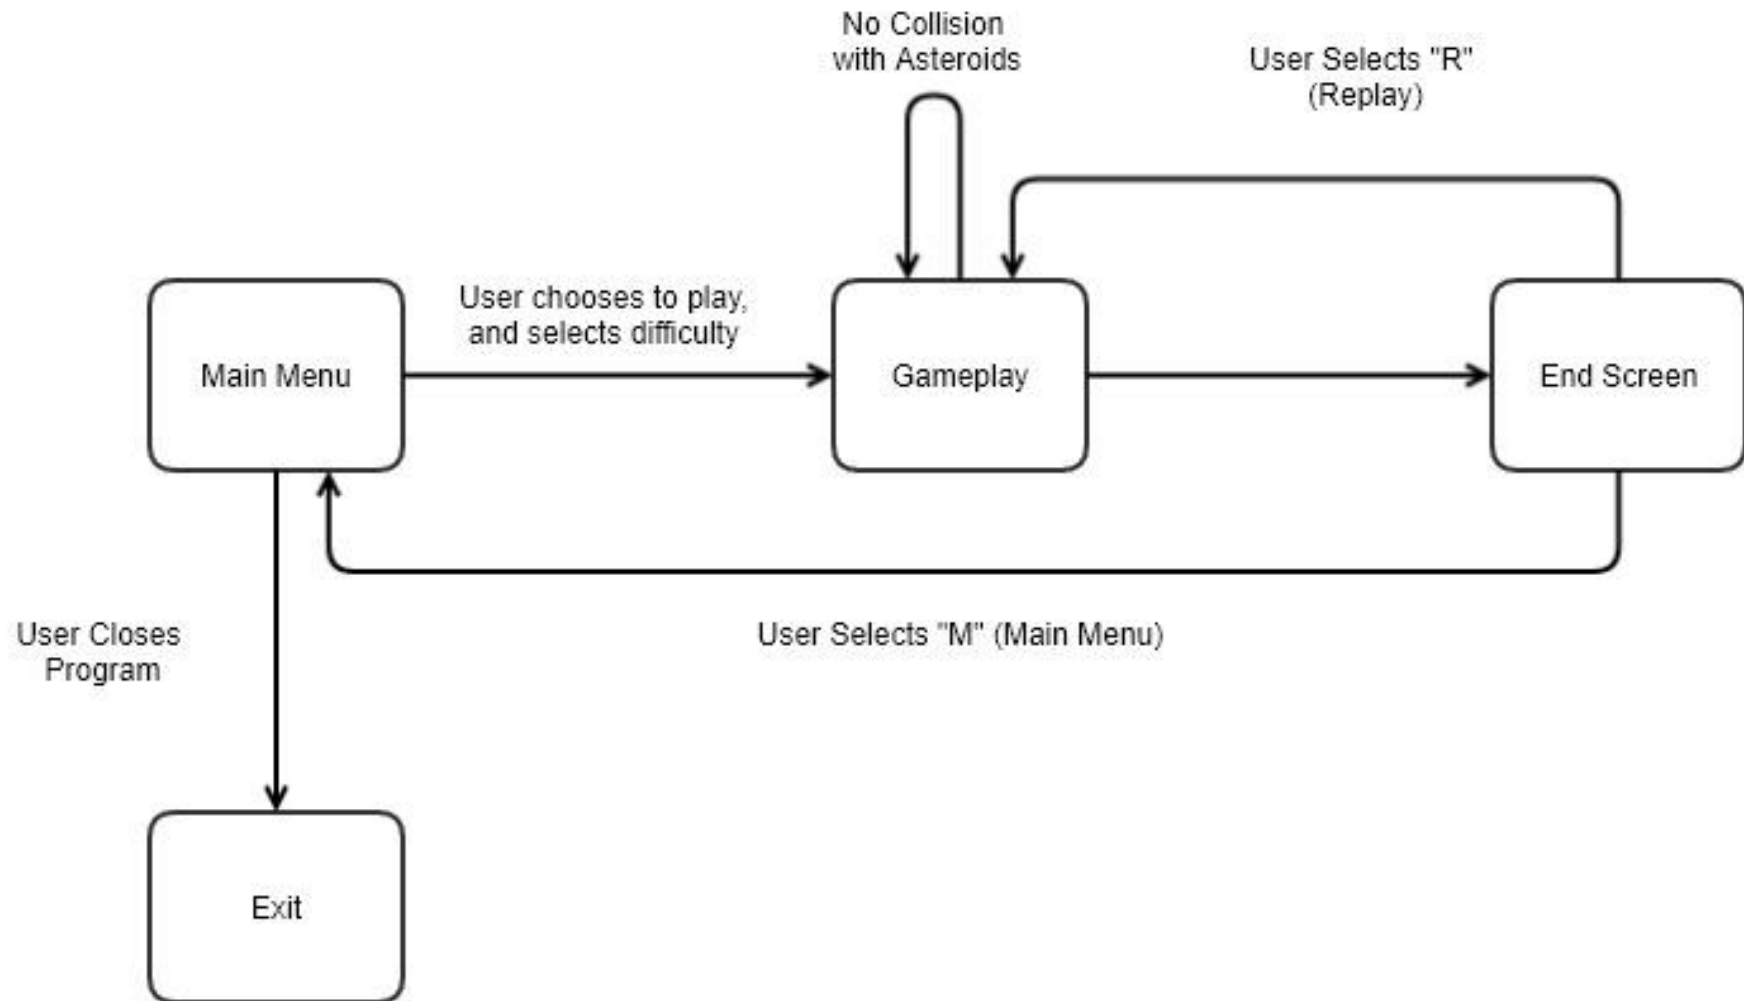 No Collision
with Asteroids
User Selects "R"
(Replay)
User chooses to play,
and selects difficulty
Main Menu
Gameplay
End Screen
User Closes
Program
User Selects "M" (Main Menu)
Exit